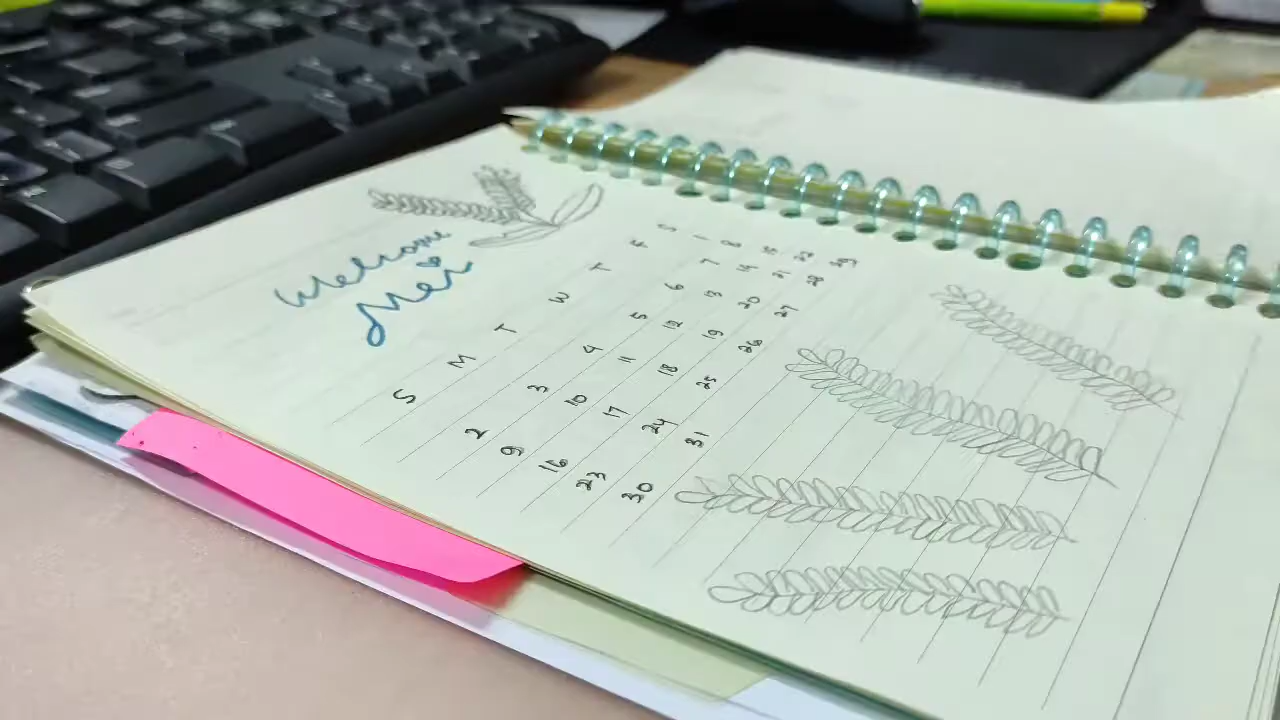 Welcome
Mei
S M T W T F S
1
2 3 4 5 6 7 8
9 10 11 12 13 14 15
16 17 18 19 20 21 22
23 24 25 26 27 28 29
30 31